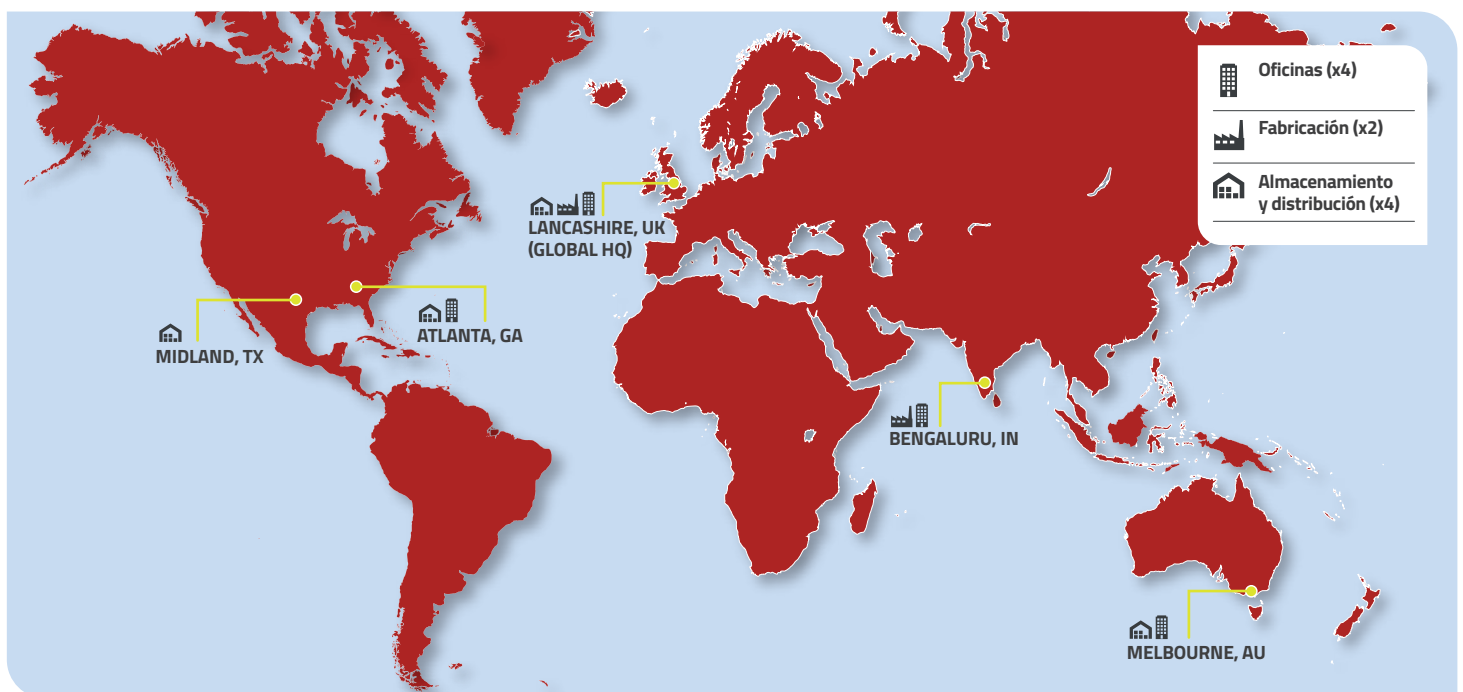 Oficinas (x4)
Fabricación (x2)
Almacenamiento
y distribución (x4)
LANCASHIRE, UK
(GLOBAL HQ)
ATLANTA, GA
MIDLAND, TX
BENGALURU, IN
MELBOURNE, AU